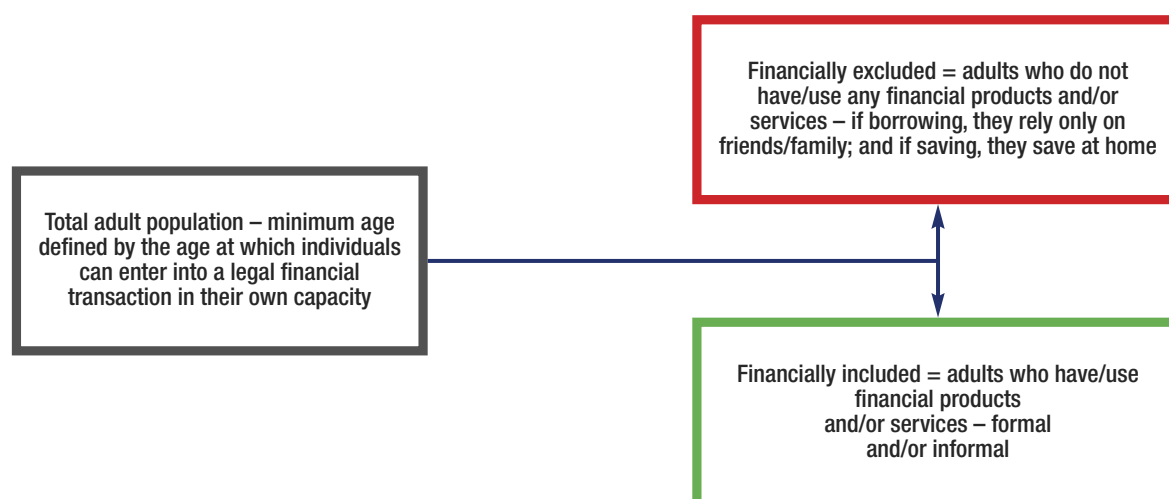 Financially excluded = adults who do not
have/use any financial products and/or
services – if borrowing, they rely only on
friends/family; and if saving, they save at home
Total adult population – minimum age
defined by the age at which individuals
can enter into a legal financial
transaction in their own capacity
Financially included = adults who have/use
financial products
and/or services – formal
and/or informal